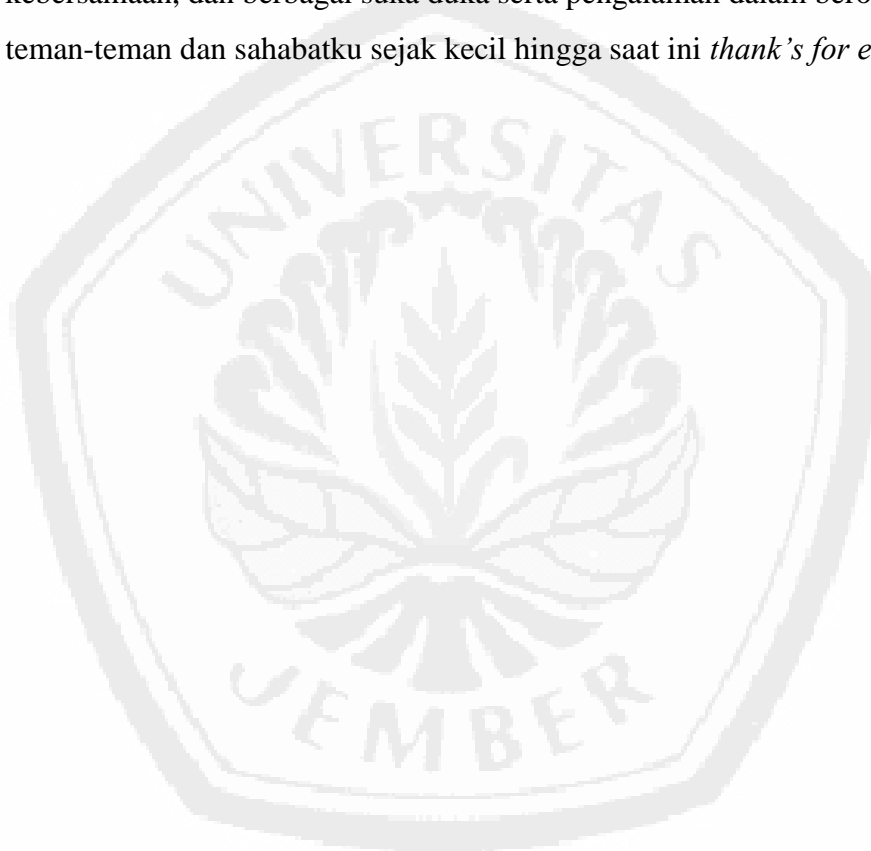 kebersamaan, dan berbagai suka duka serta pengalaman dalam
teman-teman dan sahabatku sejak kecil hingga saat ini thank’s for
UNIVERSITAS
JEMBER